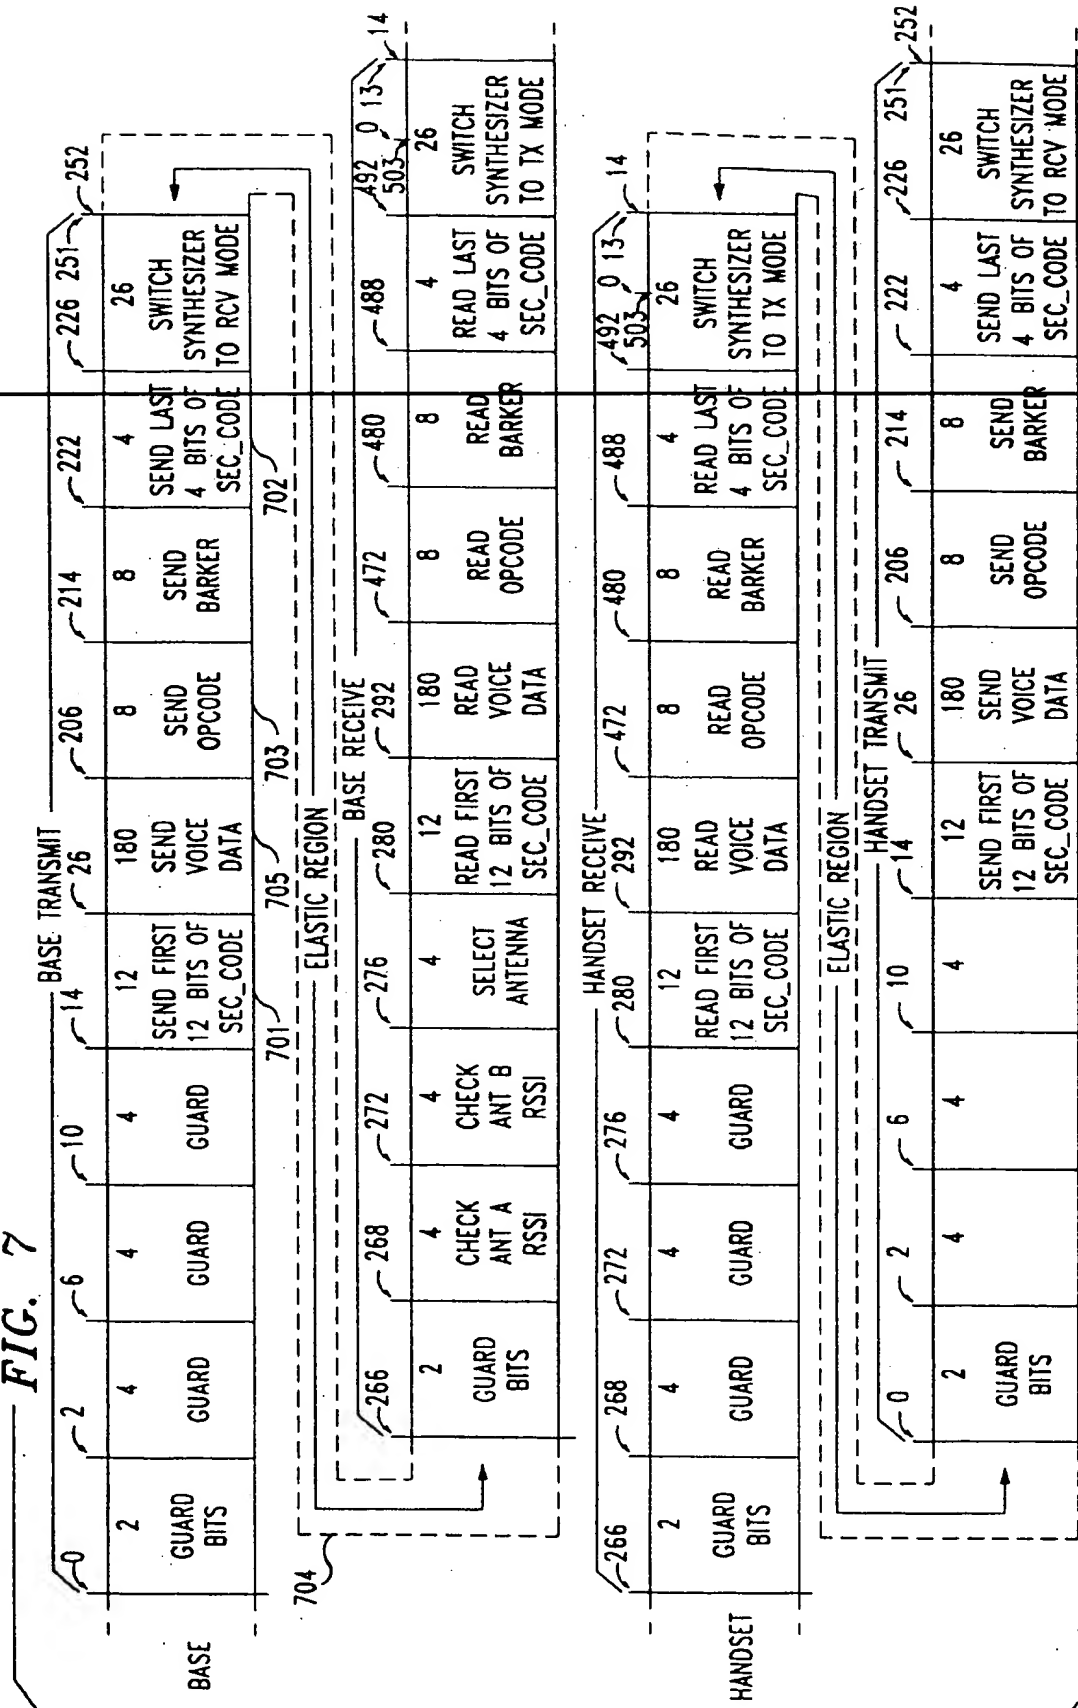 FIG. 7
BASE TRANSMIT
0 2 6 10 14 26 206 214 222 226 251 252
BASE
2 4 4 4 12 180 8 8 4 26
GUARD BITS
GUARD
GUARD
GUARD
SEND FIRST 12 BITS OF SEC_CODE
SEND VOICE DATA
SEND OPCODE
SEND BARKER
SEND LAST 4 BITS OF SEC_CODE
SWITCH SYNTHESIZER TO RCV MODE
701 705 703 702
704
ELASTIC REGION
BASE RECEIVE
266 268 272 276 280 292 472 480 488 492 503 0 13 14
2 4 4 4 12 180 8 8 4 26
GUARD BITS
CHECK ANT A RSSI
CHECK ANT B RSSI
SELECT ANTENNA
READ FIRST 12 BITS OF SEC_CODE
READ VOICE DATA
READ OPCODE
READ BARKER
READ LAST 4 BITS OF SEC_CODE
SWITCH SYNTHESIZER TO TX MODE
HANDSET RECEIVE
266 268 272 276 280 292 472 480 488 492 503 0 13 14
HANDSET
2 4 4 4 12 180 8 8 4 26
GUARD BITS
GUARD
GUARD
GUARD
READ FIRST 12 BITS OF SEC_CODE
READ VOICE DATA
READ OPCODE
READ BARKER
READ LAST 4 BITS OF SEC_CODE
SWITCH SYNTHESIZER TO TX MODE
ELASTIC REGION
HANDSET TRANSMIT
0 2 6 10 14 26 206 214 222 226 251 252
2 4 4 4 12 180 8 8 4 26
GUARD BITS
SEND FIRST 12 BITS OF SEC_CODE
SEND VOICE DATA
SEND OPCODE
SEND BARKER
SEND LAST 4 BITS OF SEC_CODE
SWITCH SYNTHESIZER TO RCV MODE